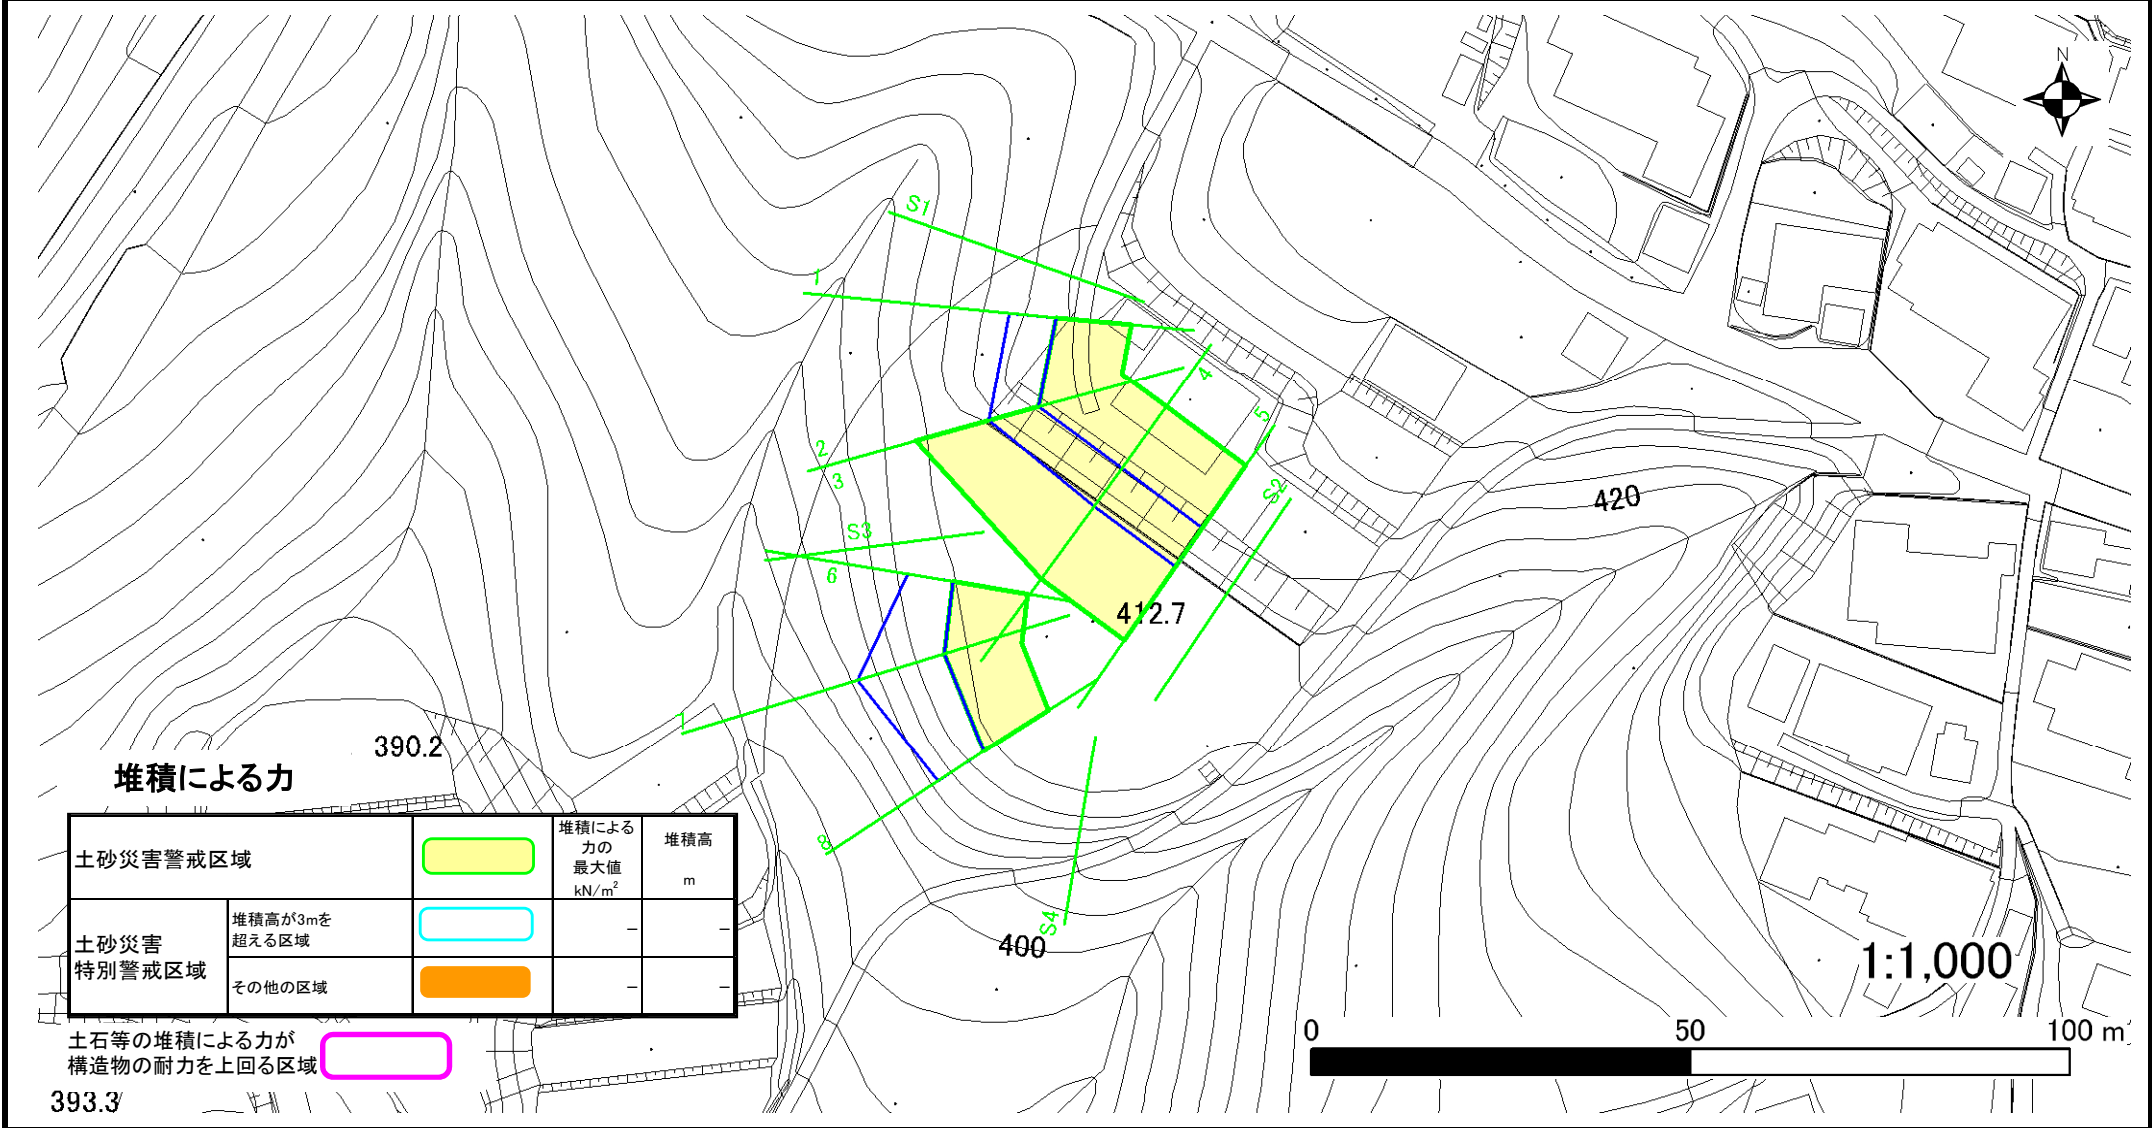 N
S1
1
4
2
3
5
S2
420
S3
6
412.7
7
390.2
8
S4
400
堆積による力
土砂災害警戒区域
堆積による
力の
最大値
kN/m²
堆積高
m
土砂災害
特別警戒区域
堆積高が3mを
超える区域
－
－
その他の区域
－
－
土石等の堆積による力が
構造物の耐力を上回る区域
393.3
1:1,000
0 50 100 m